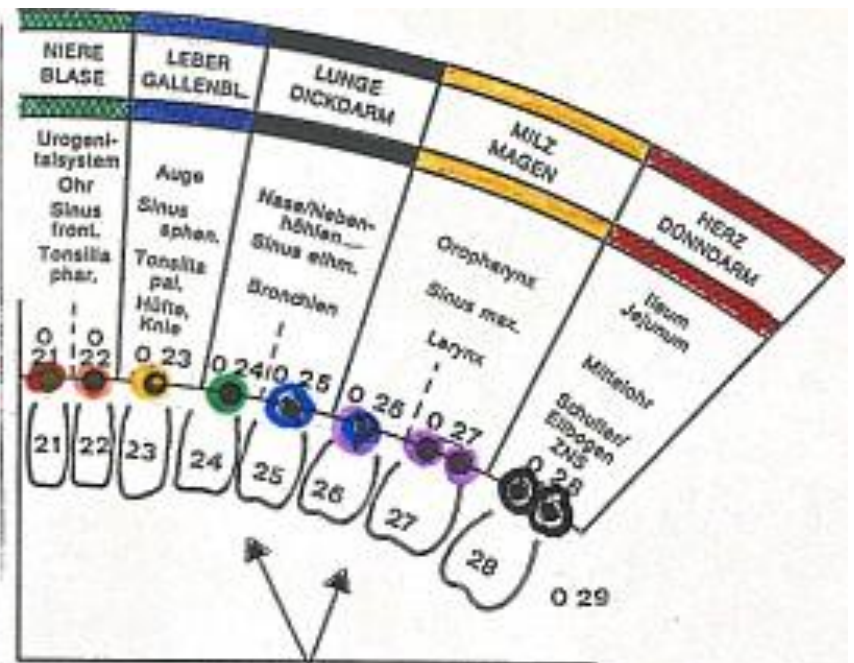 NIERE
BLASE
LEBER
GALLENBL.
LUNGE
DICKDARM
MILZ
MAGEN
HERZ
DÜNNDARM
Urogeni-
talsystem
Ohr
Sinus
front.
Tonsilla
phar.
Auge
Sinus
sphen.
Tonsilla
pal.
Hüfte,
Knie
Nase/Neben-
höhlen
Sinus ethm.
Bronchien
Oropharynx
Sinus max.
Larynx
Ileum
Jejunum
Mittelohr
Schulter/
Ellbogen
ZNS
O
21
O
22
O 23
O 24
O 25
O 26
O 27
O 28
21
22
23
24
25
26
27
28
O 29